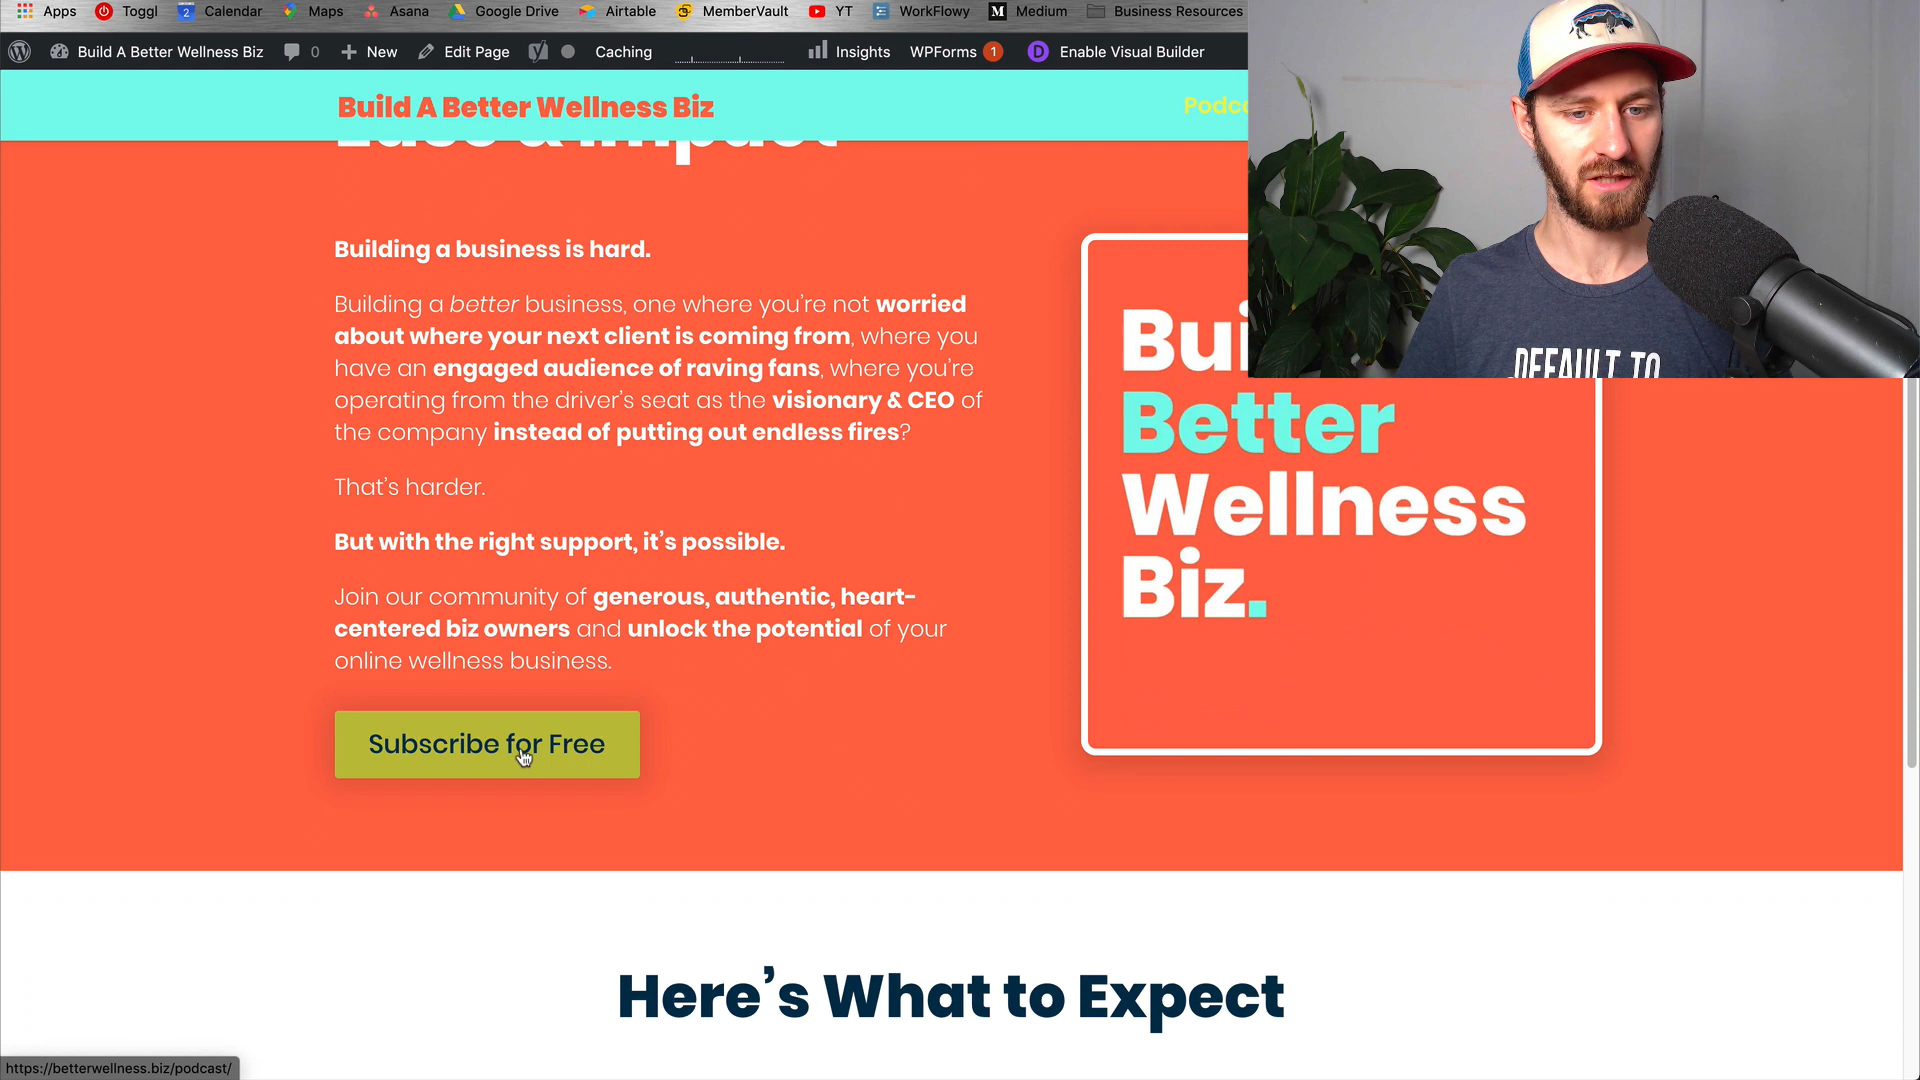 Apps Toggl 2 Calendar Maps Asana Google Drive Airtable MemberVault YT WorkFlowy M Medium Business Resources
Build A Better Wellness Biz 0 New Edit Page Caching Insights WPForms 1 D Enable Visual Builder
Build A Better Wellness Biz
Podca
Ease & Impact
Building a business is hard.
Building a better business, one where you’re not worried
about where your next client is coming from, where you
have an engaged audience of raving fans, where you’re
operating from the driver’s seat as the visionary & CEO of
the company instead of putting out endless fires?
That’s harder.
But with the right support, it’s possible.
Join our community of generous, authentic, heart-
centered biz owners and unlock the potential of your
online wellness business.
Subscribe for Free
Bui
Better
Wellness
Biz.
DEFAULT TO
Here’s What to Expect
https://betterwellness.biz/podcast/